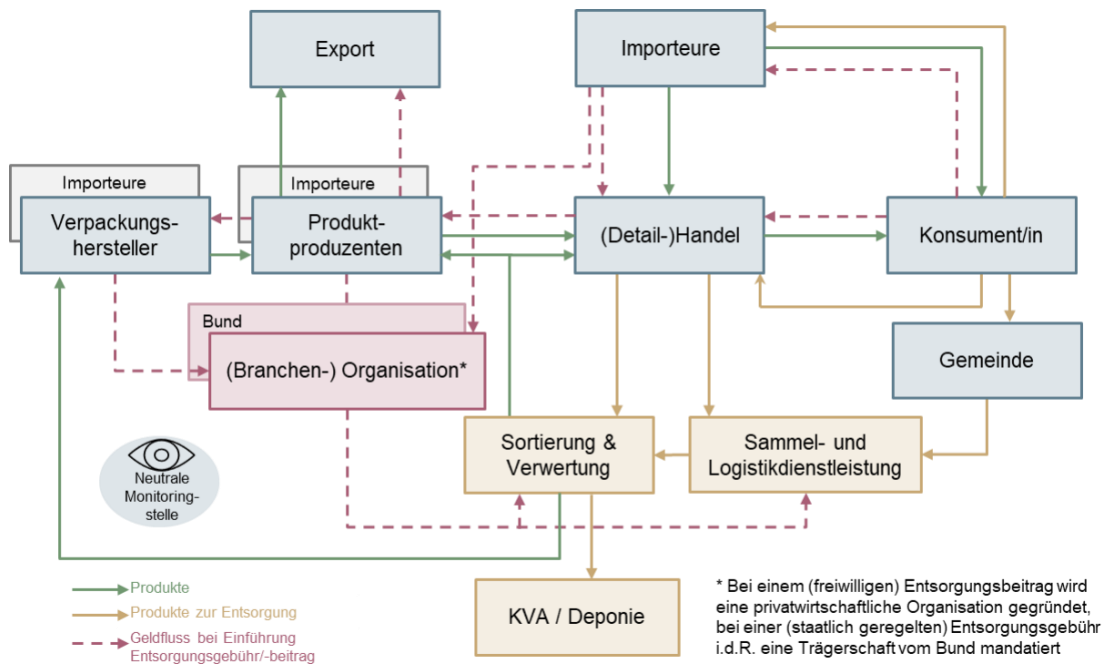 Export
Importeure
Importeure
Verpackungs-
hersteller
Importeure
Produkt-
produzenten
(Detail-)Handel
Konsument/in
Bund
(Branchen-) Organisation*
Gemeinde
Sortierung &
Verwertung
Sammel- und
Logistikdienstleistung
Neutrale
Monitoring-
stelle
KVA / Deponie
Produkte
Produkte zur Entsorgung
Geldfluss bei Einführung
Entsorgungsgebühr/-beitrag
* Bei einem (freiwilligen) Entsorgungsbeitrag wird
eine privatwirtschaftliche Organisation gegründet,
bei einer (staatlich geregelten) Entsorgungsgebühr
i.d.R. eine Trägerschaft vom Bund mandatiert